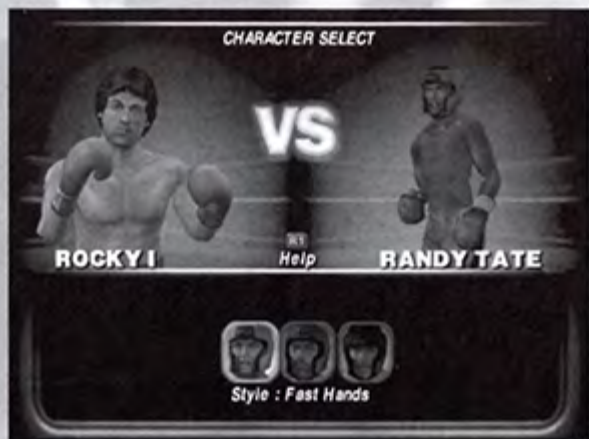 CHARACTER SELECT
VS
ROCKY I
R1
Help
RANDY TATE
Style : Fast Hands